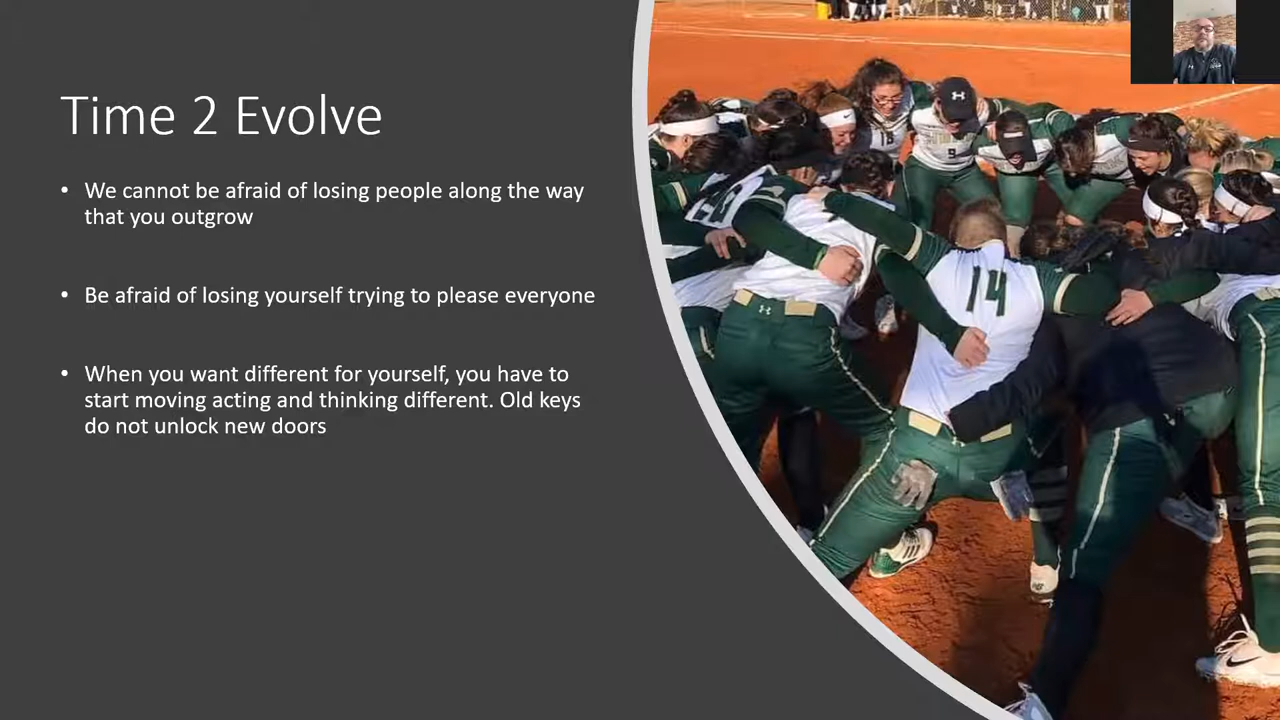 Time 2 Evolve
• We cannot be afraid of losing people along the way
that you outgrow
• Be afraid of losing yourself trying to please everyone
• When you want different for yourself, you have to
start moving acting and thinking different. Old keys
do not unlock new doors
18
9
14